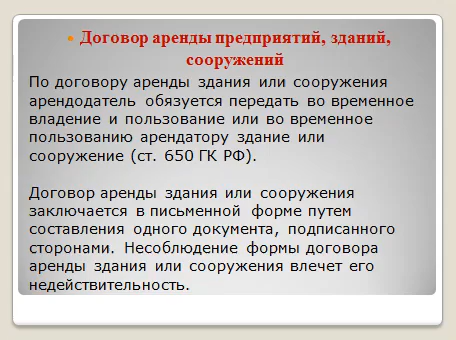 Договор аренды предприятий, зданий,
сооружений
По договору аренды здания или сооружения
арендодатель обязуется передать во временное
владение и пользование или во временное
пользованию арендатору здание или
сооружение (ст. 650 ГК РФ).
Договор аренды здания или сооружения
заключается в письменной форме путем
составления одного документа, подписанного
сторонами. Несоблюдение формы договора
аренды здания или сооружения влечет его
недействительность.